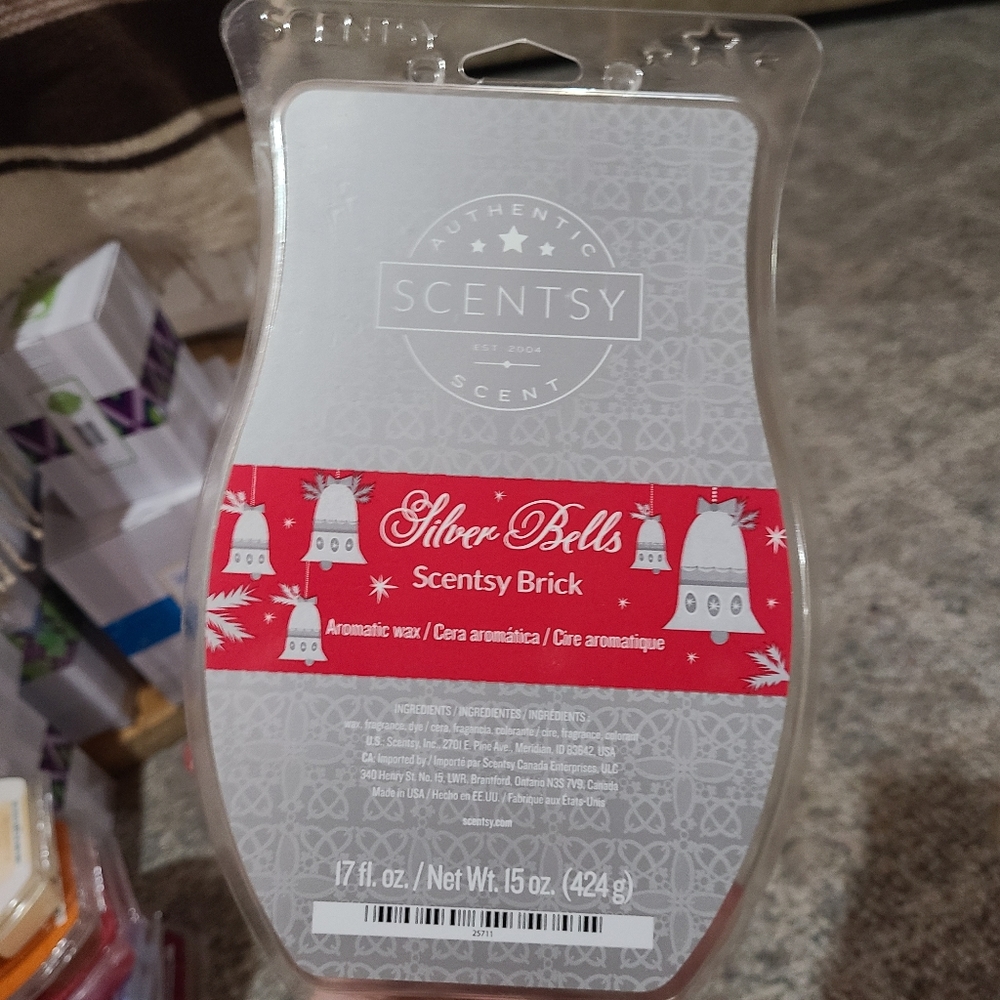 SCENTSY
AUTHENTIC
SCENTSY
EST. 2004
SCENT
Silver Bells
Scentsy Brick
Aromatic wax / Cera aromática / Cire aromatique
INGREDIENTS / INGREDIENTES / INGRÉDIENTS:
wax, fragrance, dye / cera, fragancia, colorante / cire, fragrance, colorant
U.S.: Scentsy, Inc., 2701 E. Pine Ave., Meridian, ID 83642, USA
CA: Imported by / Importé par Scentsy Canada Enterprises, ULC
340 Henry St. No. 15, LWR, Brantford, Ontario N3S 7V9, Canada
Made in USA / Hecho en EE.UU. / Fabriqué aux États-Unis
scentsy.com
17 fl. oz. / Net Wt. 15 oz. (424 g)
25711